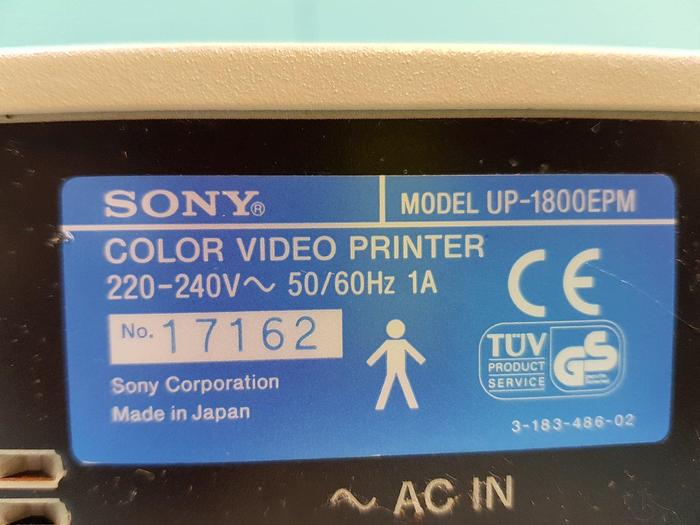 SONY® MODEL UP-1800EPM
COLOR VIDEO PRINTER
220-240V~ 50/60Hz 1A
CE
No. 17162
TÜV
PRODUCT
SERVICE
GS
Sony Corporation
Made in Japan
3-183-486-02
~ AC IN